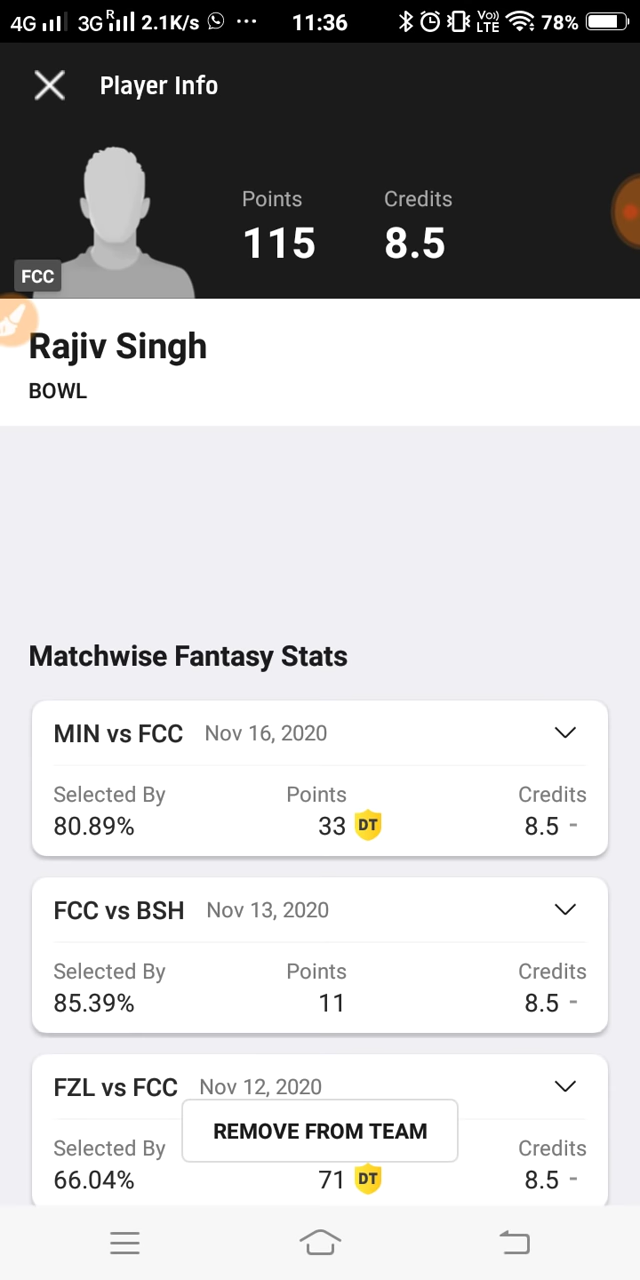 4G 3G R 2.1K/s ... 11:36 Vo) LTE 78%
Player Info
Points Credits
115 8.5
FCC
Rajiv Singh
BOWL
Matchwise Fantasy Stats
MIN vs FCC Nov 16, 2020
Selected By Points Credits
80.89% 33 DT 8.5 -
FCC vs BSH Nov 13, 2020
Selected By Points Credits
85.39% 11 8.5 -
FZL vs FCC Nov 12, 2020
REMOVE FROM TEAM
Selected By Credits
66.04% 71 DT 8.5 -